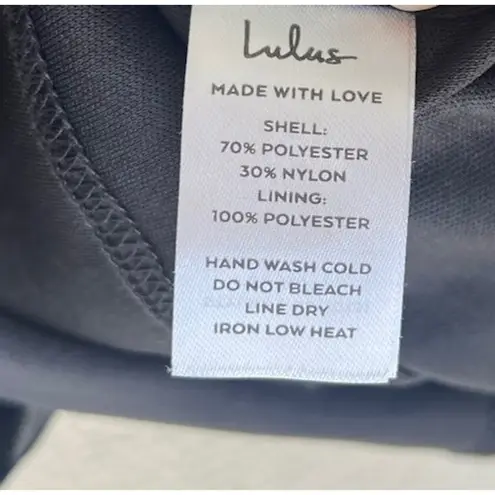 Lulus
MADE WITH LOVE
SHELL:
70% POLYESTER
30% NYLON
LINING:
100% POLYESTER
HAND WASH COLD
DO NOT BLEACH
LINE DRY
IRON LOW HEAT